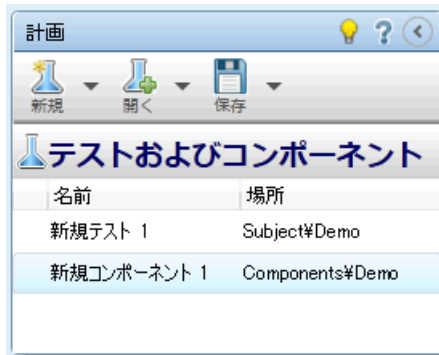 計画
新規 開く 保存
テストおよびコンポーネント
名前 場所
新規テスト 1 Subject¥Demo
新規コンポーネント 1 Components¥Demo